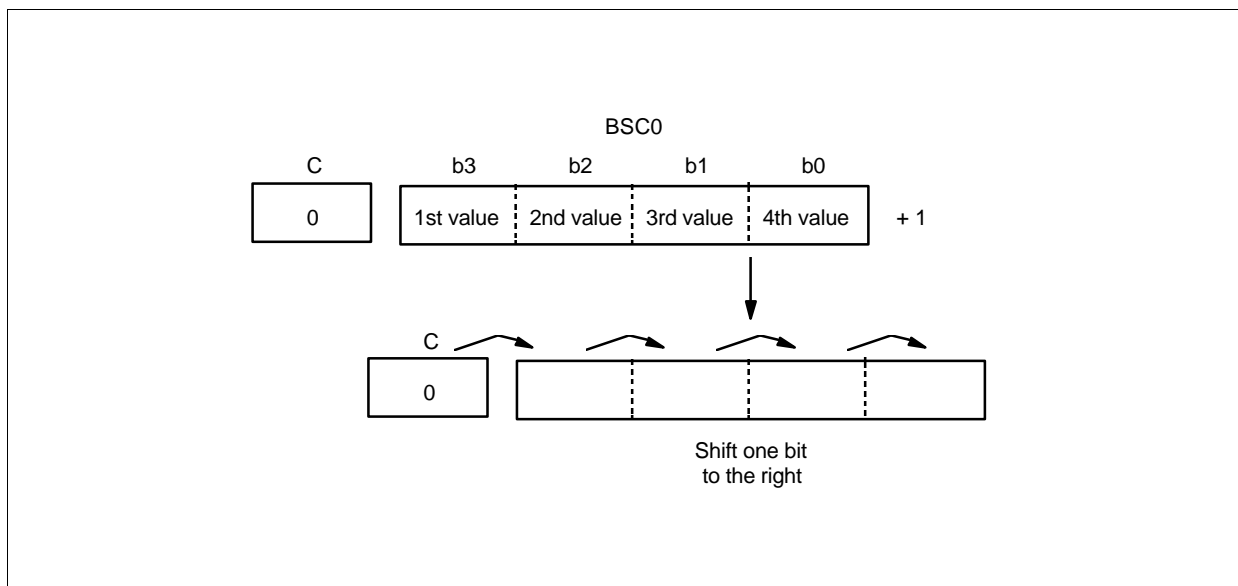 BSC0
C b3 b2 b1 b0
0 1st value 2nd value 3rd value 4th value + 1
C
0
Shift one bit
to the right